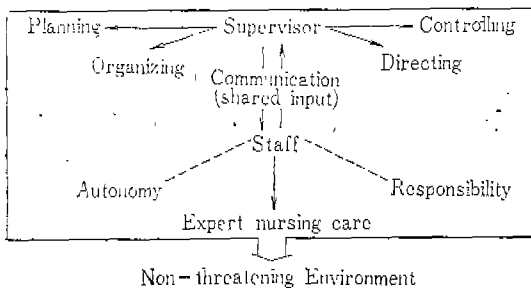 Planning Supervisor Controlling
Organizing Directing
Communication
(shared input)
Staff
Autonomy Responsibility
Expert nursing care
Non-threatening Environment